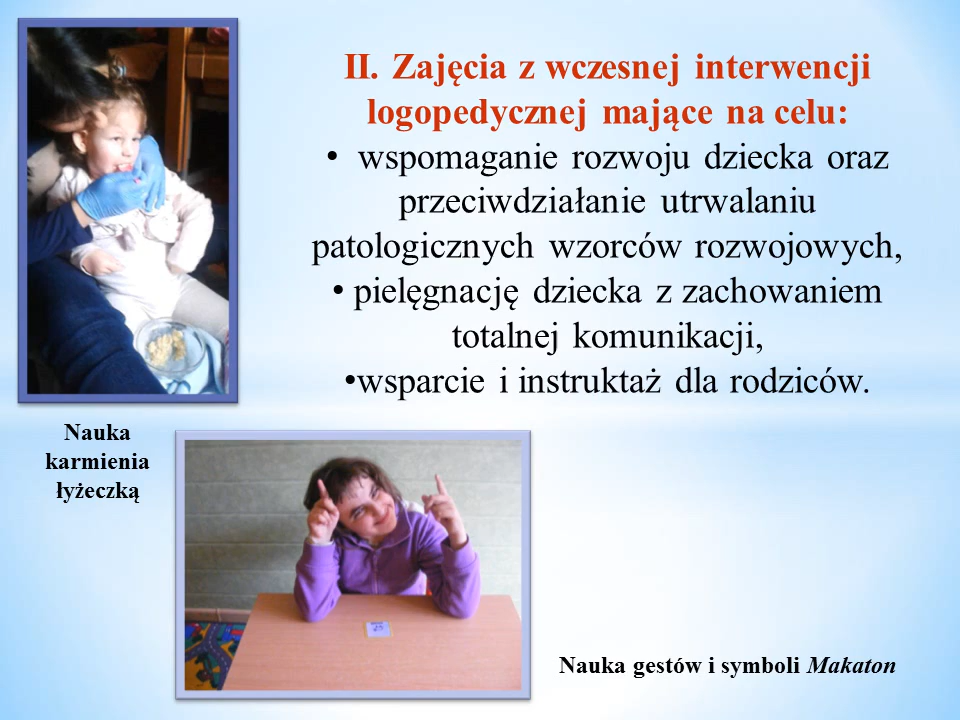 II. Zajęcia z wczesnej interwencji
logopedycznej mające na celu:
• wspomaganie rozwoju dziecka oraz
przeciwdziałanie utrwalaniu
patologicznych wzorców rozwojowych,
• pielęgnację dziecka z zachowaniem
totalnej komunikacji,
•wsparcie i instruktaż dla rodziców.
Nauka
karmienia
łyżeczką
Nauka gestów i symboli Makaton